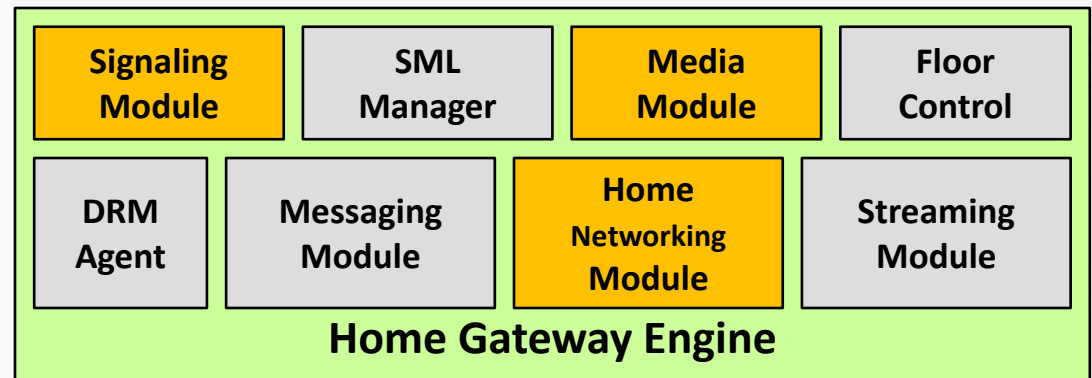 Signaling
Module
SML
Manager
Media
Module
Floor
Control
DRM
Agent
Messaging
Module
Home
Networking
Module
Streaming
Module
Home Gateway Engine